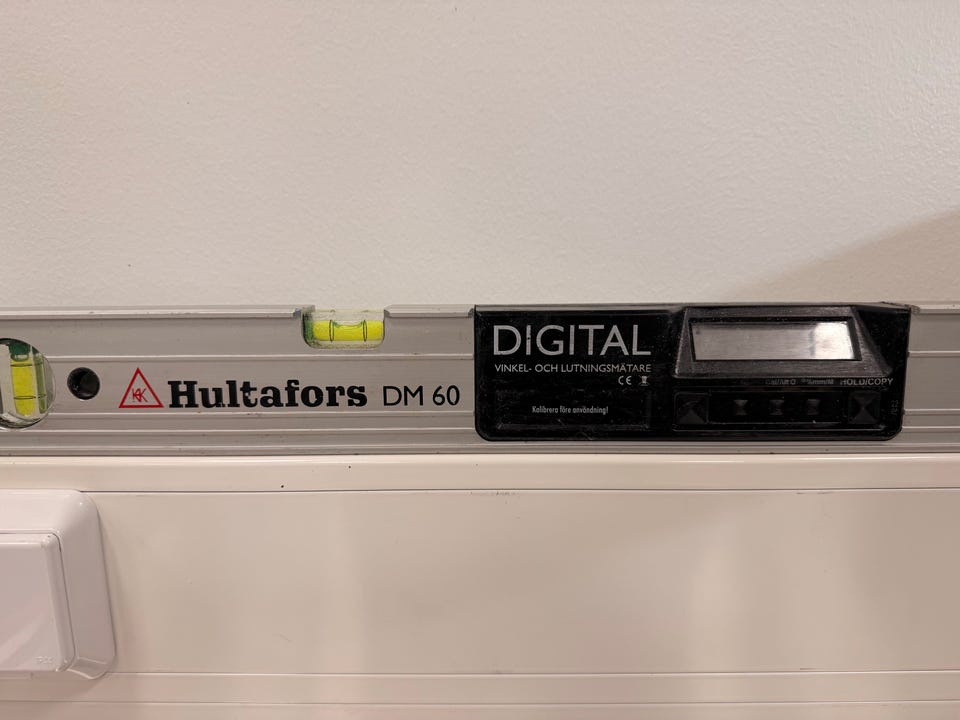 Hultafors DM 60
DIGITAL
VINKEL- OCH LUTNINGSMÄTARE
CE
Kalibrera före användning!
HOLD/COPY